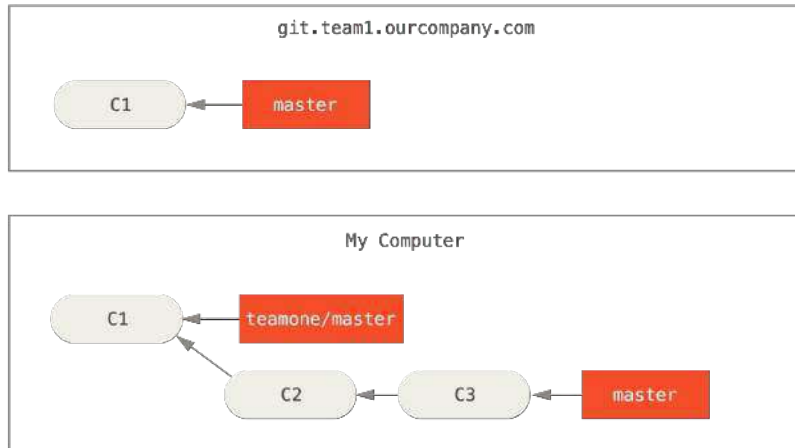 git.team1.ourcompany.com
C1
master
My Computer
C1
teamone/master
C2
C3
master